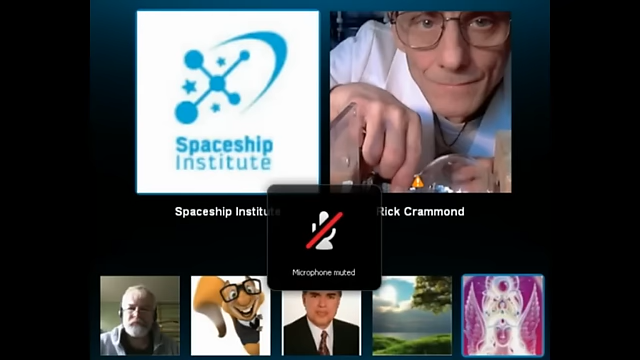 Spaceship
Institute
Spaceship Institute
Rick Crammond
Microphone muted